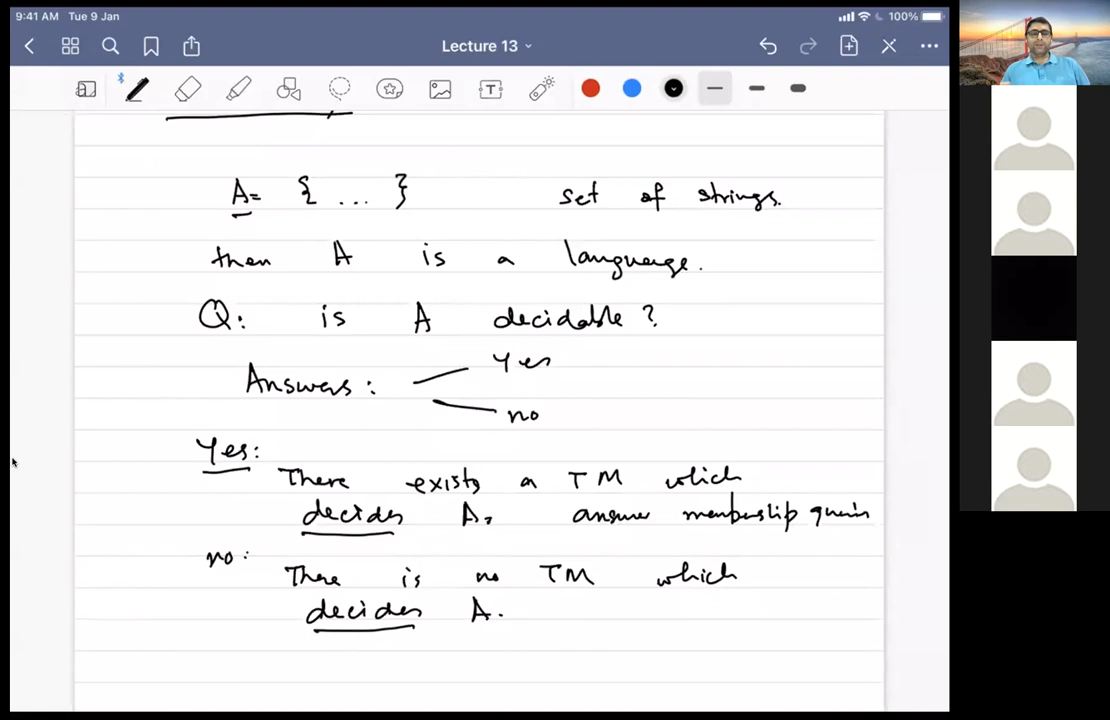 9:41 AM Tue 9 Jan 100%
Lecture 13
A= { ... } set of strings.
then A is a language.
Q: is A decidable?
Answers: Yes
no
Yes:
There exists a TM which
decides A, answer membership
no:
There is no TM which
decides A.